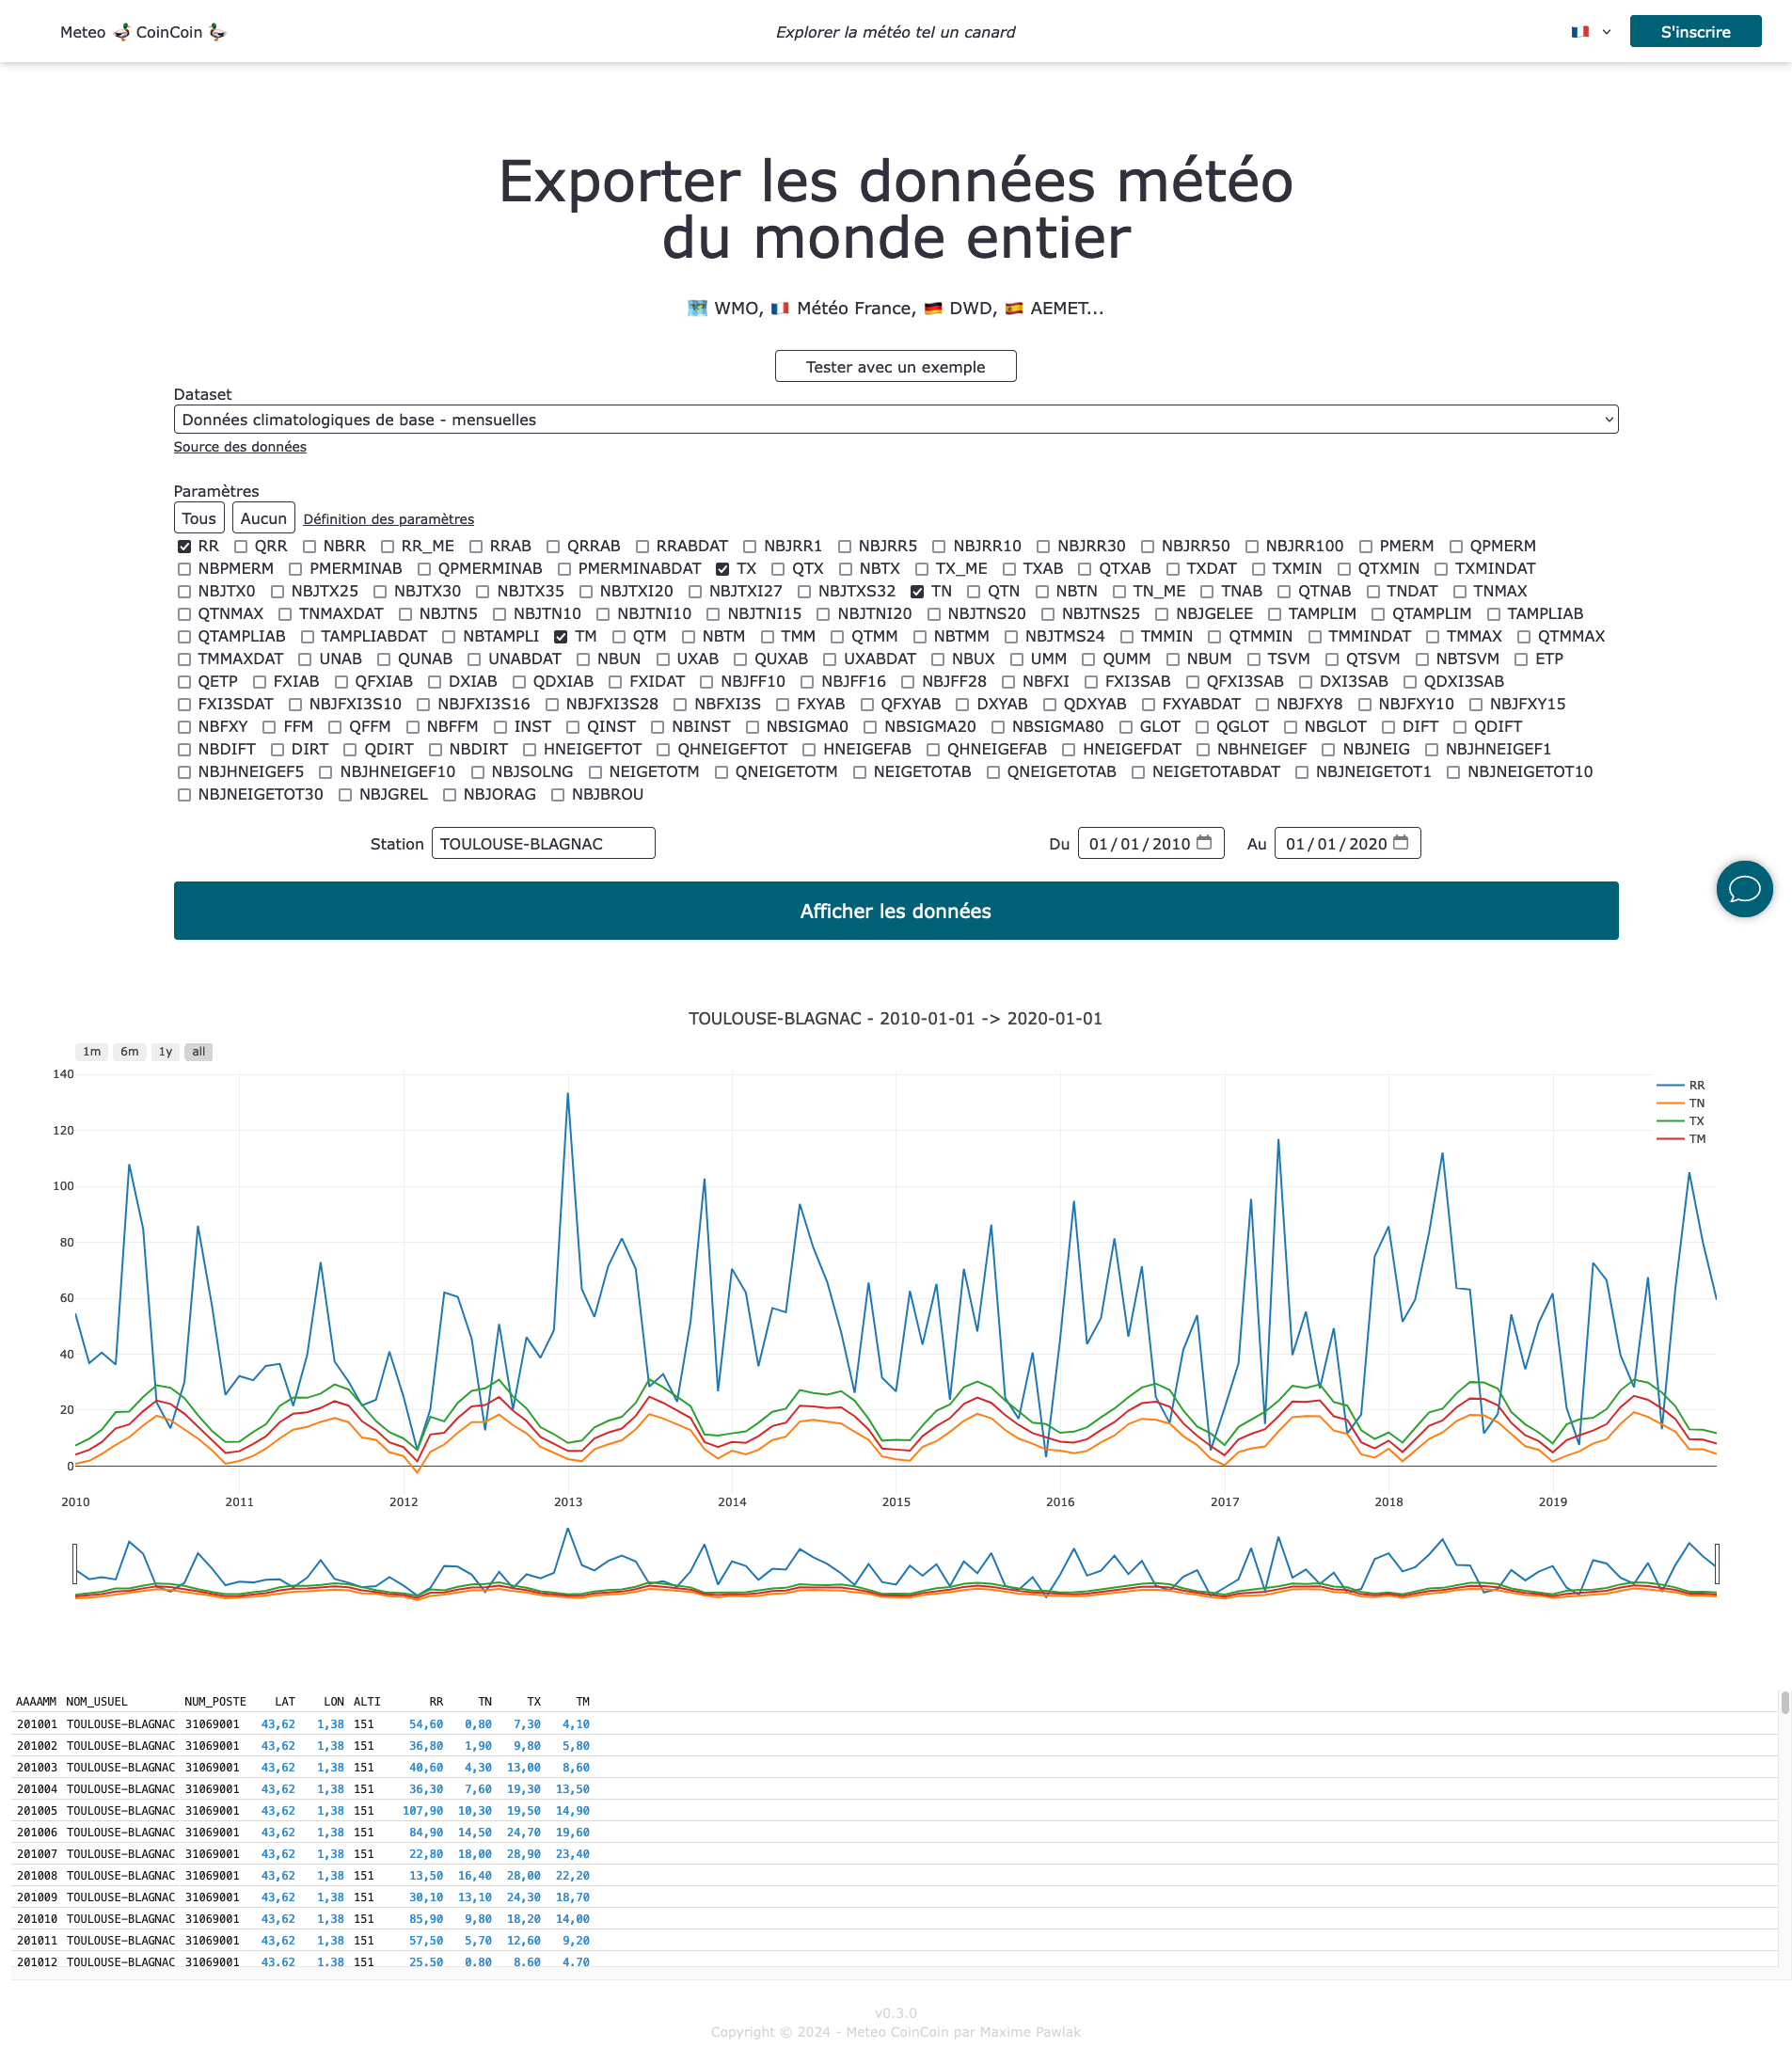 Meteo CoinCoin
Explorer la météo tel un canard
S'inscrire
Exporter les données météo
du monde entier
WMO, Météo France, DWD, AEMET...
Tester avec un exemple
Dataset
Données climatologiques de base - mensuelles
Source des données
Paramètres
Tous Aucun Définition des paramètres
RR QRR NBRR RR_ME RRAB QRRAB RRABDAT NBJRR1 NBJRR5 NBJRR10 NBJRR30 NBJRR50 NBJRR100 PMERM QPMERM
NBPMERM PMERMINAB QPMERMINAB PMERMINABDAT TX QTX NBTX TX_ME TXAB QTXAB TXDAT TXMIN QTXMIN TXMINDAT
NBJTX0 NBJTX25 NBJTX30 NBJTX35 NBJTXI20 NBJTXI27 NBJTXS32 TN QTN NBTN TN_ME TNAB QTNAB TNDAT TNMAX
QTNMAX TNMAXDAT NBJTN5 NBJTN10 NBJTNI10 NBJTNI15 NBJTNI20 NBJTNS20 NBJTNS25 NBJGELEE TAMPLIM QTAMPLIM TAMPLIAB
QTAMPLIAB TAMPLIABDAT NBTAMPLI TM QTM NBTM TMM QTMM NBTMM NBJTMS24 TMMIN QTMMIN TMMINDAT TMMAX QTMMAX
TMMAXDAT UNAB QUNAB UNABDAT NBUN UXAB QUXAB UXABDAT NBUX UMM QUMM NBUM TSVM QTSVM NBTSVM ETP
QETP FXIAB QFXIAB DXIAB QDXIAB FXIDAT NBJFF10 NBJFF16 NBJFF28 NBFXI FXI3SAB QFXI3SAB DXI3SAB QDXI3SAB
FXI3SDAT NBJFXI3S10 NBJFXI3S16 NBJFXI3S28 NBFXI3S FXYAB QFXYAB DXYAB QDXYAB FXYABDAT NBJFXY8 NBJFXY10 NBJFXY15
NBFXY FFM QFFM NBFFM INST QINST NBINST NBSIGMA0 NBSIGMA20 NBSIGMA80 GLOT QGLOT NBGLOT DIFT QDIFT
NBDIFT DIRT QDIRT NBDIRT HNEIGEFTOT QHNEIGEFTOT HNEIGEFAB QHNEIGEFAB HNEIGEFDAT NBHNEIGEF NBJNEIG NBJHNEIGEF1
NBJHNEIGEF5 NBJHNEIGEF10 NBJSOLNG NEIGETOTM QNEIGETOTM NEIGETOTAB QNEIGETOTAB NEIGETOTABDAT NBJNEIGETOT1 NBJNEIGETOT10
NBJNEIGETOT30 NBJGREL NBJORAG NBJBROU
Station TOULOUSE-BLAGNAC Du 01/01/2010 Au 01/01/2020
Afficher les données
TOULOUSE-BLAGNAC - 2010-01-01 -> 2020-01-01
1m 6m 1y all
140
120
100
80
60
40
20
0
RR
TN
TX
TM
2010 2011 2012 2013 2014 2015 2016 2017 2018 2019
AAAAMM NOM_USUEL NUM_POSTE LAT LON ALTI RR TN TX TM
201001 TOULOUSE-BLAGNAC 31069001 43,62 1,38 151 54,60 0,80 7,30 4,10
201002 TOULOUSE-BLAGNAC 31069001 43,62 1,38 151 36,80 1,90 9,80 5,80
201003 TOULOUSE-BLAGNAC 31069001 43,62 1,38 151 40,60 4,30 13,00 8,60
201004 TOULOUSE-BLAGNAC 31069001 43,62 1,38 151 36,30 7,60 19,30 13,50
201005 TOULOUSE-BLAGNAC 31069001 43,62 1,38 151 107,90 10,30 19,50 14,90
201006 TOULOUSE-BLAGNAC 31069001 43,62 1,38 151 84,90 14,50 24,70 19,60
201007 TOULOUSE-BLAGNAC 31069001 43,62 1,38 151 22,80 18,00 28,90 23,40
201008 TOULOUSE-BLAGNAC 31069001 43,62 1,38 151 13,50 16,40 28,00 22,20
201009 TOULOUSE-BLAGNAC 31069001 43,62 1,38 151 30,10 13,10 24,30 18,70
201010 TOULOUSE-BLAGNAC 31069001 43,62 1,38 151 85,90 9,80 18,20 14,00
201011 TOULOUSE-BLAGNAC 31069001 43,62 1,38 151 57,50 5,70 12,60 9,20
201012 TOULOUSE-BLAGNAC 31069001 43,62 1,38 151 25,50 0,80 8,60 4,70
v0.3.0
Copyright © 2024 - Meteo CoinCoin par Maxime Pawlak